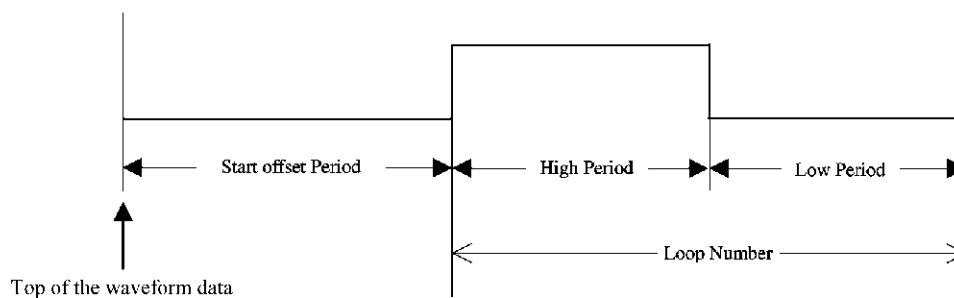 Start offset Period
High Period
Low Period
Loop Number
Top of the waveform data